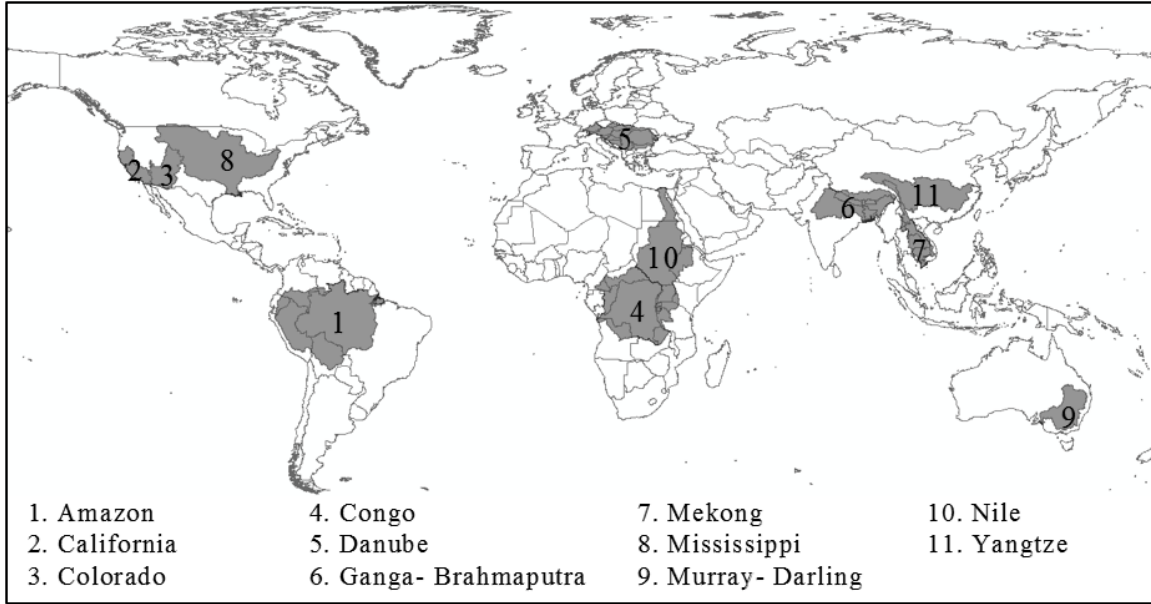 8
2
3
5
11
6
7
10
4
1
9
1. Amazon
2. California
3. Colorado
4. Congo
5. Danube
6. Ganga- Brahmaputra
7. Mekong
8. Mississippi
9. Murray- Darling
10. Nile
11. Yangtze